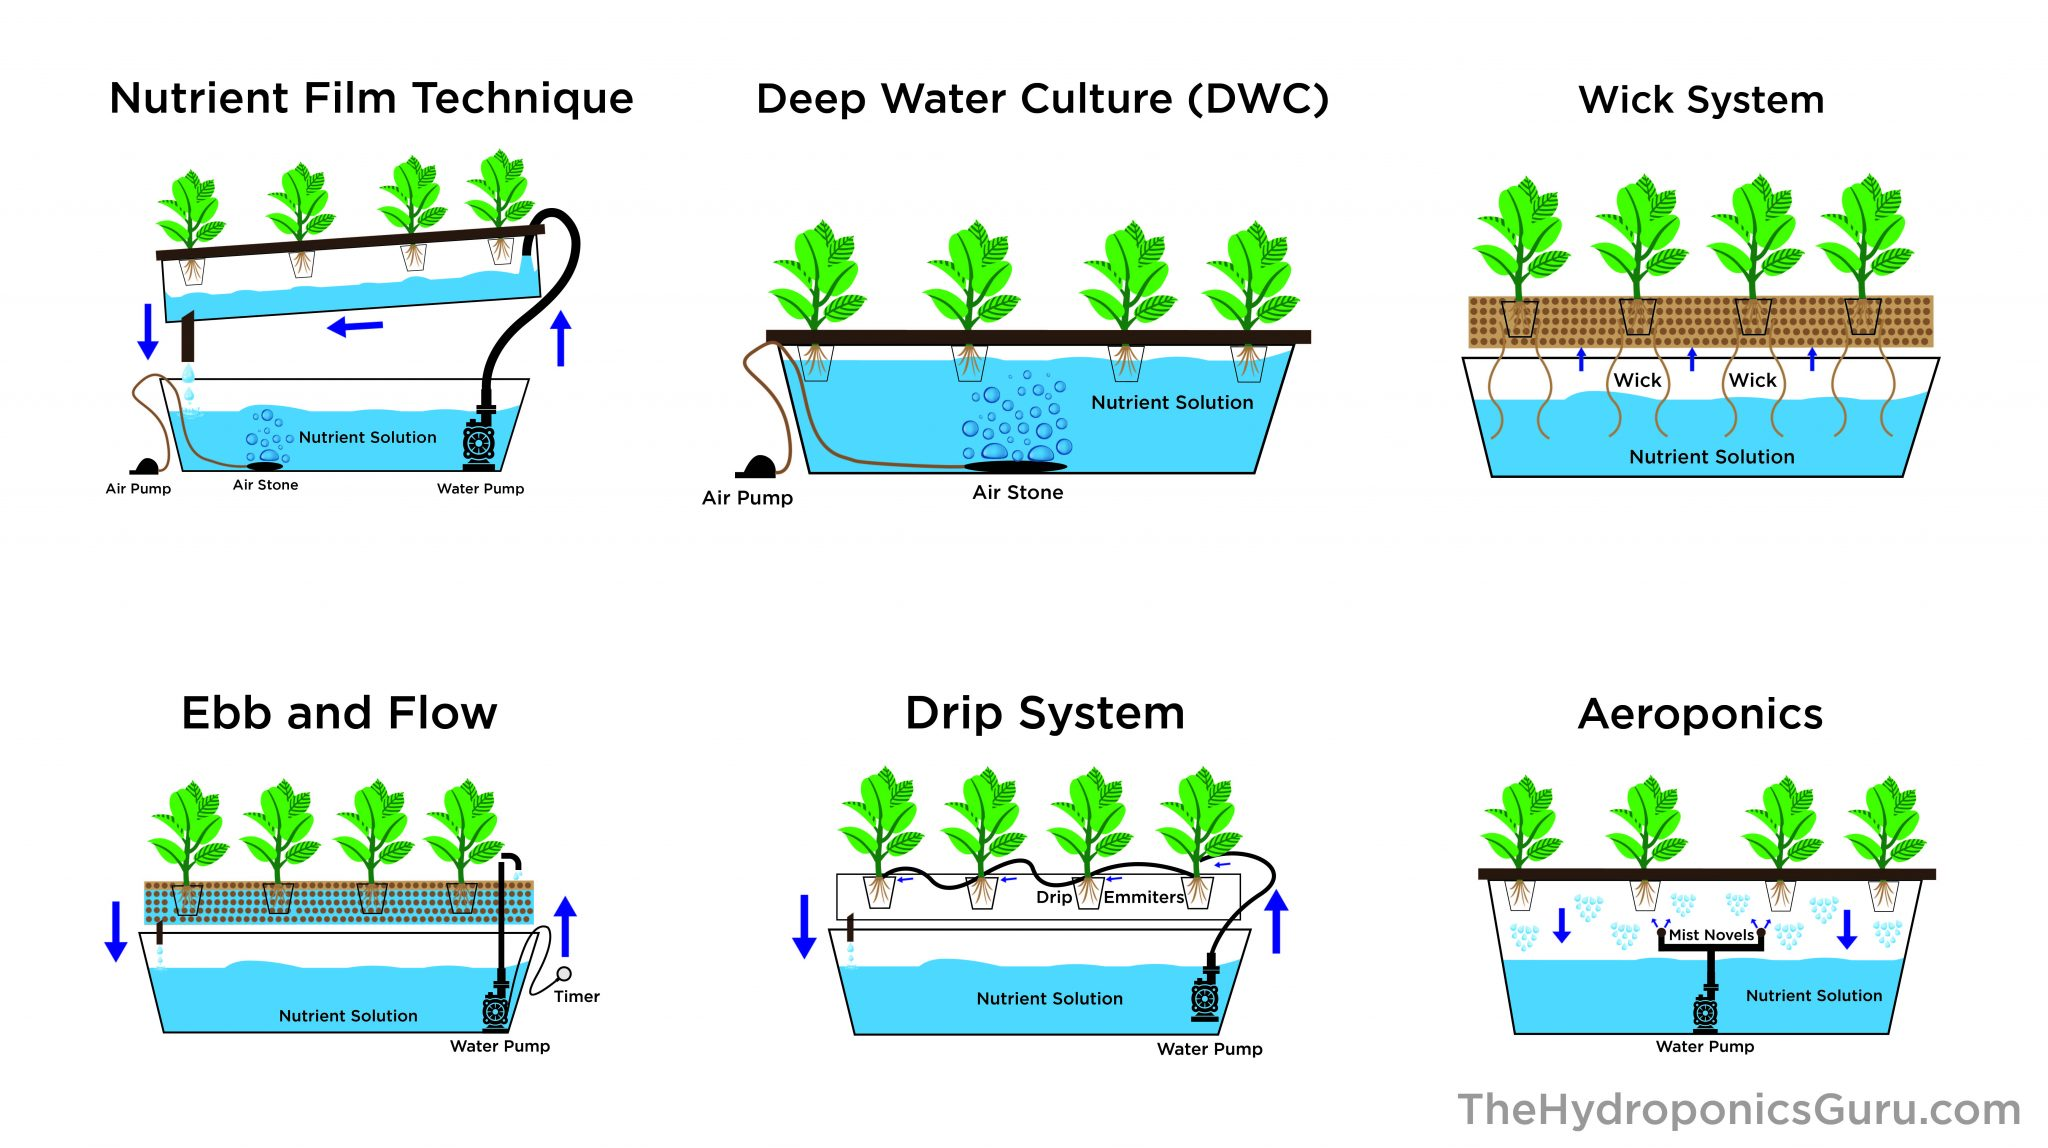 Nutrient Film Technique
Nutrient Solution
Air Pump
Air Stone
Water Pump
Deep Water Culture (DWC)
Nutrient Solution
Air Pump
Air Stone
Wick System
Wick
Wick
Nutrient Solution
Ebb and Flow
Timer
Nutrient Solution
Water Pump
Drip System
Drip Emmiters
Nutrient Solution
Water Pump
Aeroponics
Mist Novels
Nutrient Solution
Water Pump
TheHydroponicsGuru.com